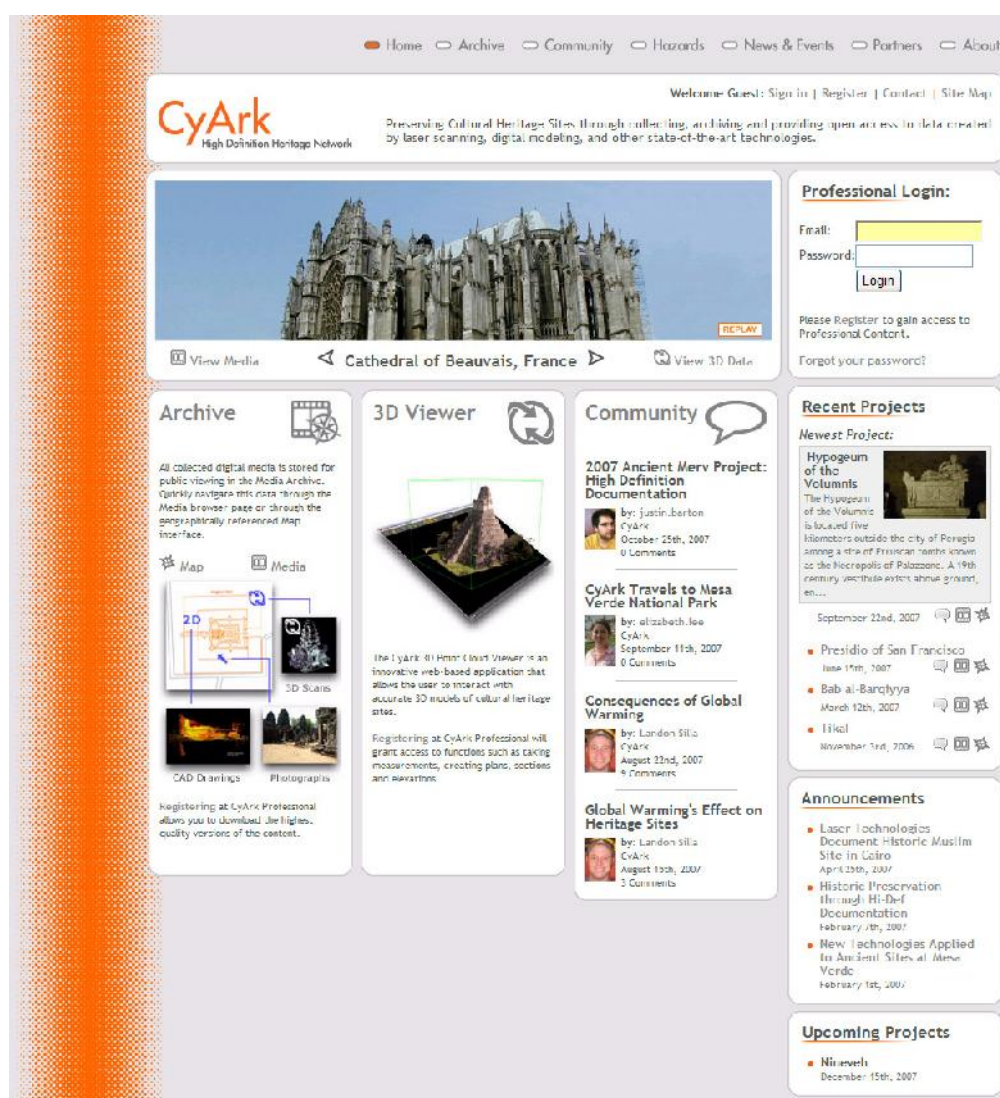 Home Archive Community Hazards News & Events Partners About
Welcome Guest: Sign in | Register | Contact | Site Map
CyArk
High Definition Heritage Network
Preserving Cultural Heritage Sites through collecting, archiving and providing open access to data created
by laser scanning, digital modeling, and other state-of-the-art technologies.
REPLAY
View Media
Cathedral of Beauvais, France
View 3D Data
Professional Login:
Email:
Password:
Login
Please Register to gain access to
Professional Content.
Forgot your password?
Archive
All collected digital media is stored for
public viewing in the Media Archive.
Quickly navigate this data through the
Media browser page or through the
geographically referenced Map
interface.
Map
Media
2D
3D Scans
CAD Drawings
Photographs
Registering at CyArk Professional
allows you to download the highest
quality versions of the content.
3D Viewer
The CyArk 3D Point Cloud Viewer is an
innovative web-based application that
allows the user to interact with
accurate 3D models of cultural heritage
sites.
Registering at CyArk Professional will
grant access to functions such as taking
measurements, creating plans, sections
and elevations
Community
2007 Ancient Merv Project:
High Definition
Documentation
by: justin.barton
CyArk
October 25th, 2007
0 Comments
CyArk Travels to Mesa
Verde National Park
by: elizabeth.lee
CyArk
September 11th, 2007
0 Comments
Consequences of Global
Warming
by: Landon Silla
CyArk
August 22nd, 2007
9 Comments
Global Warming's Effect on
Heritage Sites
by: Landon Silla
CyArk
August 15th, 2007
3 Comments
Recent Projects
Newest Project:
Hypogeum
of the
Volumnis
The Hypogeum
of the Volumnis
is located five
kilometers outside the city of Perugia
among a site of Etruscan tombs known
as the Necropolis of Palazzone. A 19th
century vestibule exists above ground,
en...
September 22nd, 2007
Presidio of San Francisco
June 15th, 2007
Bab al-Barqiyya
March 12th, 2007
Tikal
November 3rd, 2006
Announcements
Laser Technologies
Document Historic Muslim
Site in Cairo
April 25th, 2007
Historic Preservation
through Hi-Def
Documentation
February 7th, 2007
New Technologies Applied
to Ancient Sites at Mesa
Verde
February 1st, 2007
Upcoming Projects
Nineveh
December 15th, 2007